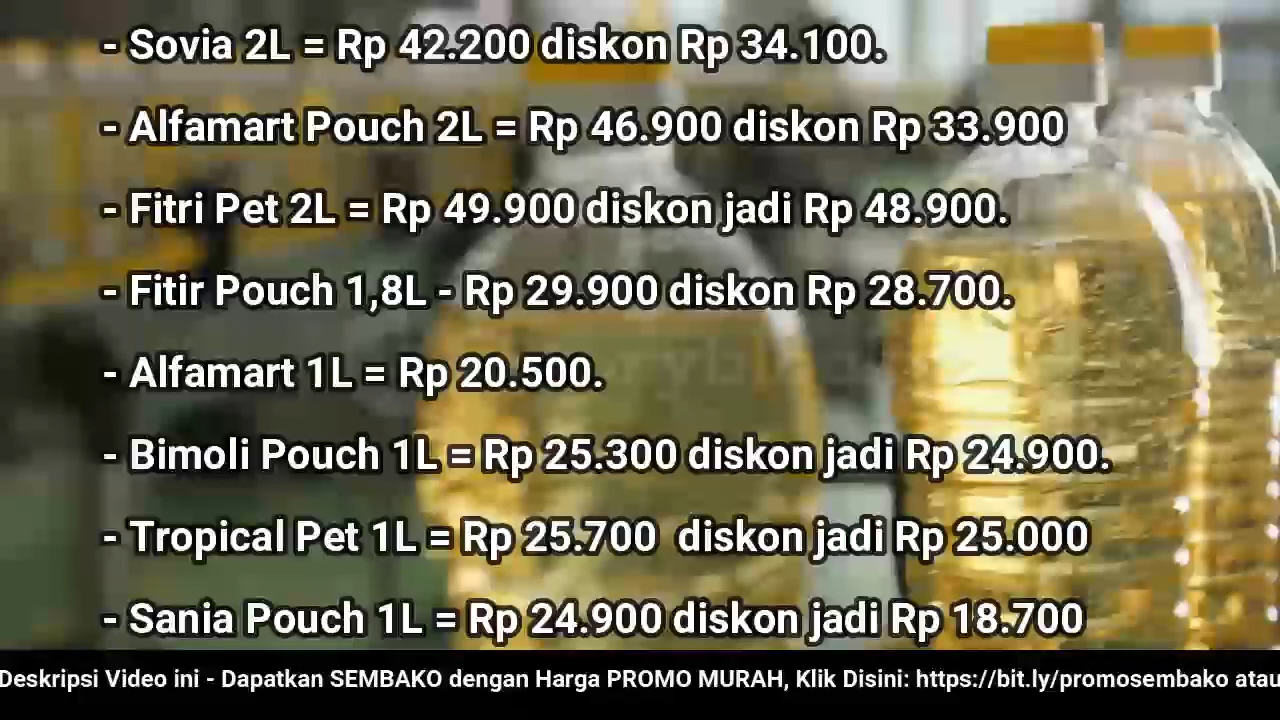 - Sovia 2L = Rp 42.200 diskon Rp 34.100.
- Alfamart Pouch 2L = Rp 46.900 diskon Rp 33.900
- Fitri Pet 2L = Rp 49.900 diskon jadi Rp 48.900.
- Fitir Pouch 1,8L - Rp 29.900 diskon Rp 28.700.
- Alfamart 1L = Rp 20.500.
- Bimoli Pouch 1L = Rp 25.300 diskon jadi Rp 24.900.
- Tropical Pet 1L = Rp 25.700  diskon jadi Rp 25.000
- Sania Pouch 1L = Rp 24.900 diskon jadi Rp 18.700
Deskripsi Video ini - Dapatkan SEMBAKO dengan Harga PROMO MURAH, Klik Disini: https://bit.ly/promosembako atau